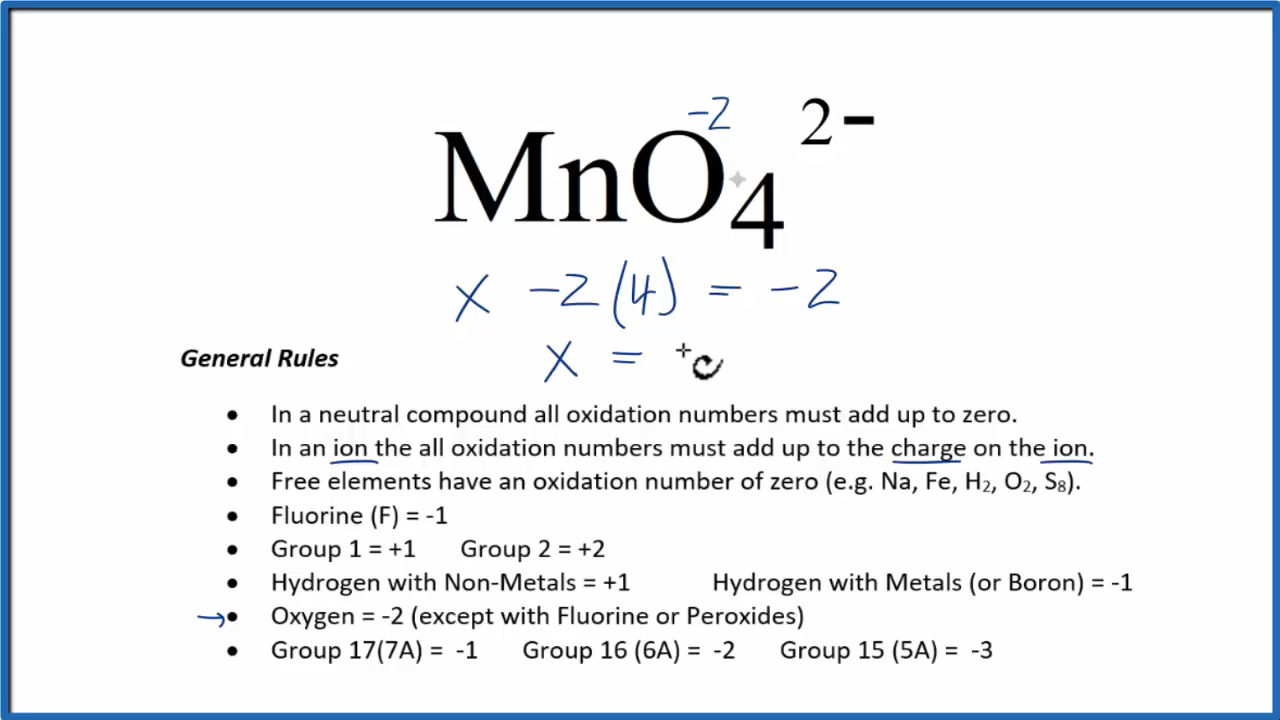 MnO₄²⁻
-2
x -2(4) = -2
x = +
General Rules
• In a neutral compound all oxidation numbers must add up to zero.
• In an ion the all oxidation numbers must add up to the charge on the ion.
• Free elements have an oxidation number of zero (e.g. Na, Fe, H₂, O₂, S₈).
• Fluorine (F) = -1
• Group 1 = +1 Group 2 = +2
• Hydrogen with Non-Metals = +1 Hydrogen with Metals (or Boron) = -1
→• Oxygen = -2 (except with Fluorine or Peroxides)
• Group 17(7A) = -1 Group 16 (6A) = -2 Group 15 (5A) = -3